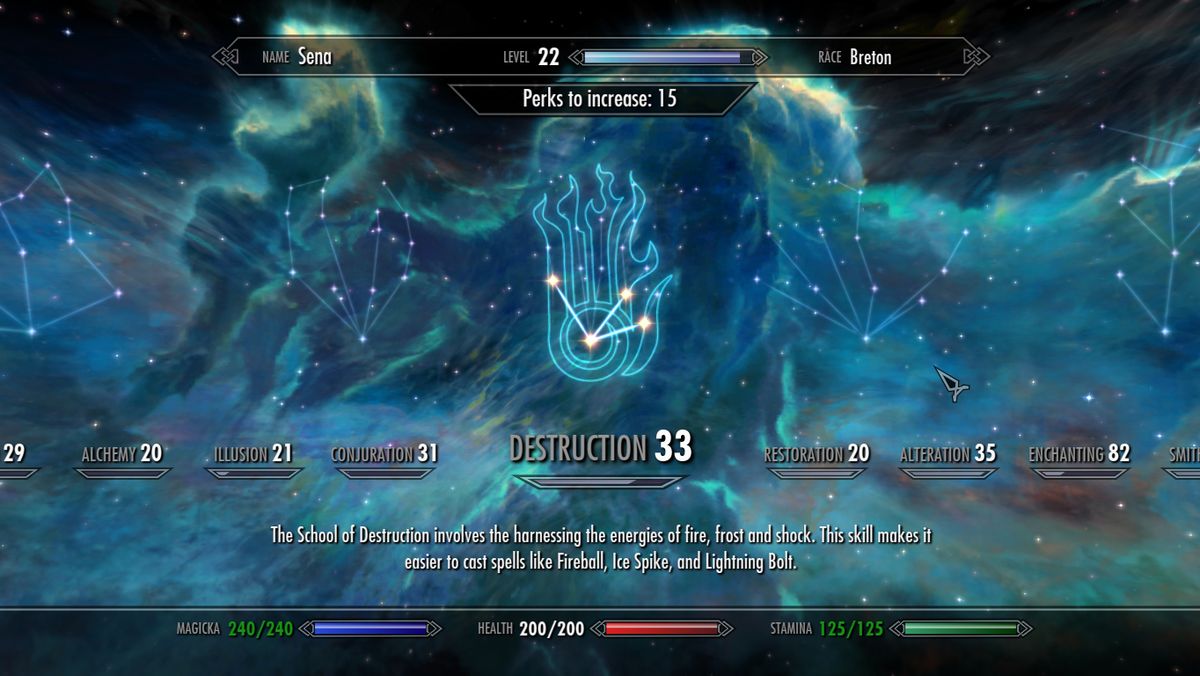 NAME Sena LEVEL 22 RACE Breton
Perks to increase: 15
29 ALCHEMY 20 ILLUSION 21 CONJURATION 31 DESTRUCTION 33 RESTORATION 20 ALTERATION 35 ENCHANTING 82 SMIT
The School of Destruction involves the harnessing the energies of fire, frost and shock. This skill makes it
easier to cast spells like Fireball, Ice Spike, and Lightning Bolt.
MAGICKA 240/240 HEALTH 200/200 STAMINA 125/125